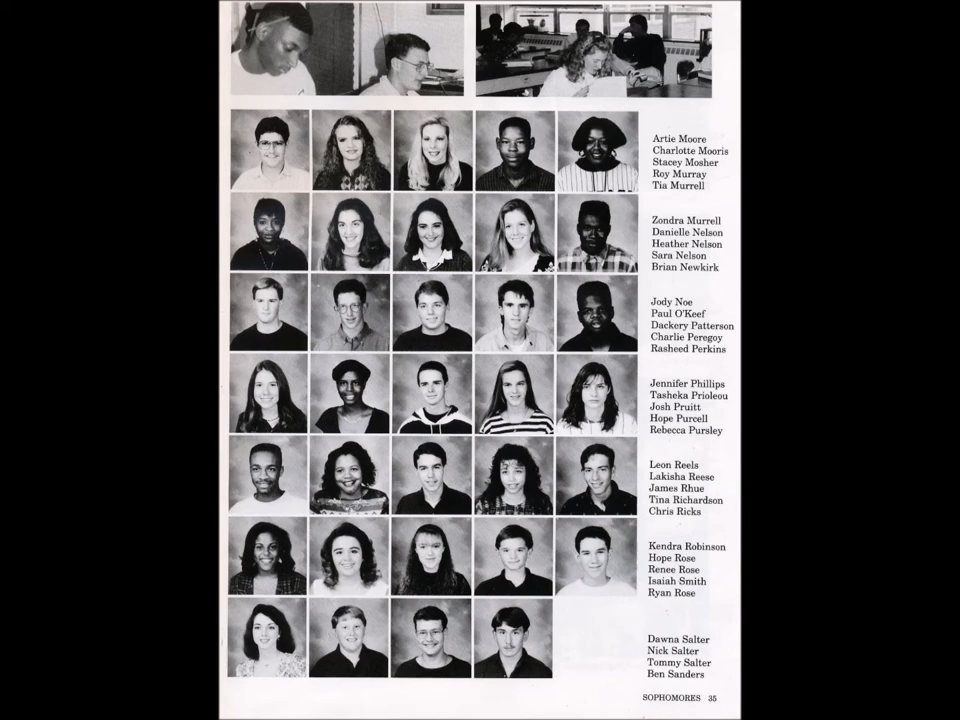 Artie Moore
Charlotte Mooris
Stacey Mosher
Roy Murray
Tia Murrell
Zondra Murrell
Danielle Nelson
Heather Nelson
Sara Nelson
Brian Newkirk
Jody Noe
Paul O'Keef
Dackery Patterson
Charlie Peregoy
Rasheed Perkins
Jennifer Phillips
Tasheka Prioleou
Josh Pruitt
Hope Purcell
Rebecca Pursley
Leon Reels
Lakisha Reese
James Rhue
Tina Richardson
Chris Ricks
Kendra Robinson
Hope Rose
Renee Rose
Isaiah Smith
Ryan Rose
Dawna Salter
Nick Salter
Tommy Salter
Ben Sanders
SOPHOMORES 35